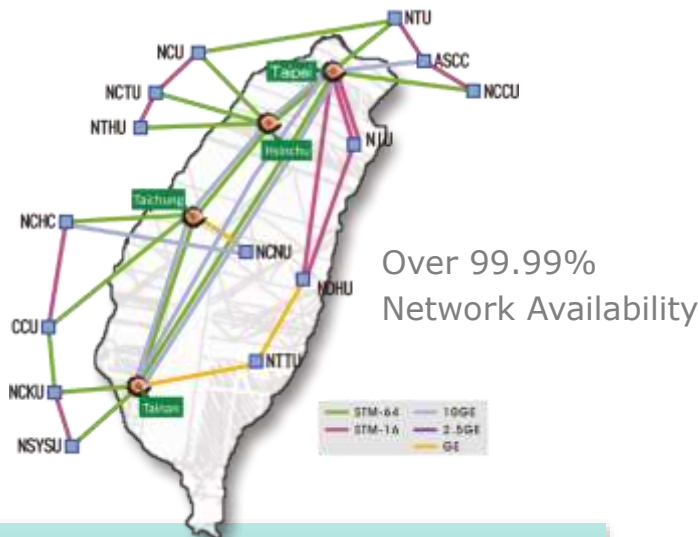 NTU
NCU
ASCC
Taipei
NCTU
NCCU
NTHU
NIU
Hsinchu
Taichung
NCHC
NCNU
Over 99.99%
NDHU
Network Availability
CCU
NTTU
NCKU
Tainan
STM-64 10GE
STM-16 2.5GE
NSYSU
GE